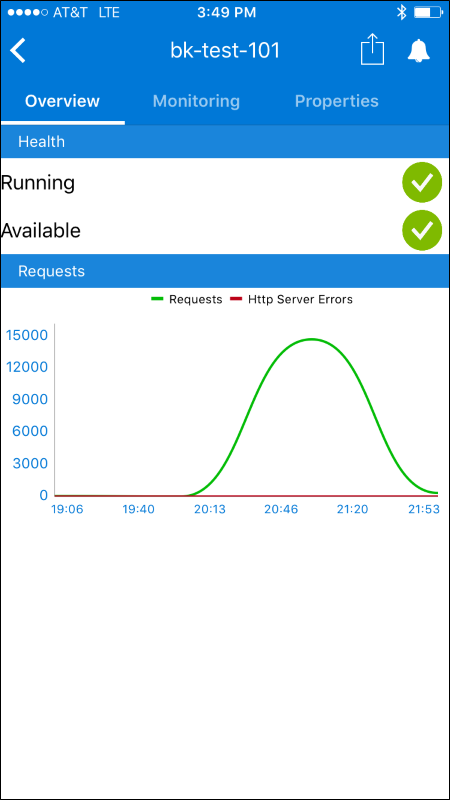 AT&T LTE 3:49 PM
bk-test-101
Overview Monitoring Properties
Health
Running
Available
Requests
Requests Http Server Errors
15000
12000
9000
6000
3000
0
19:06 19:40 20:13 20:46 21:20 21:53